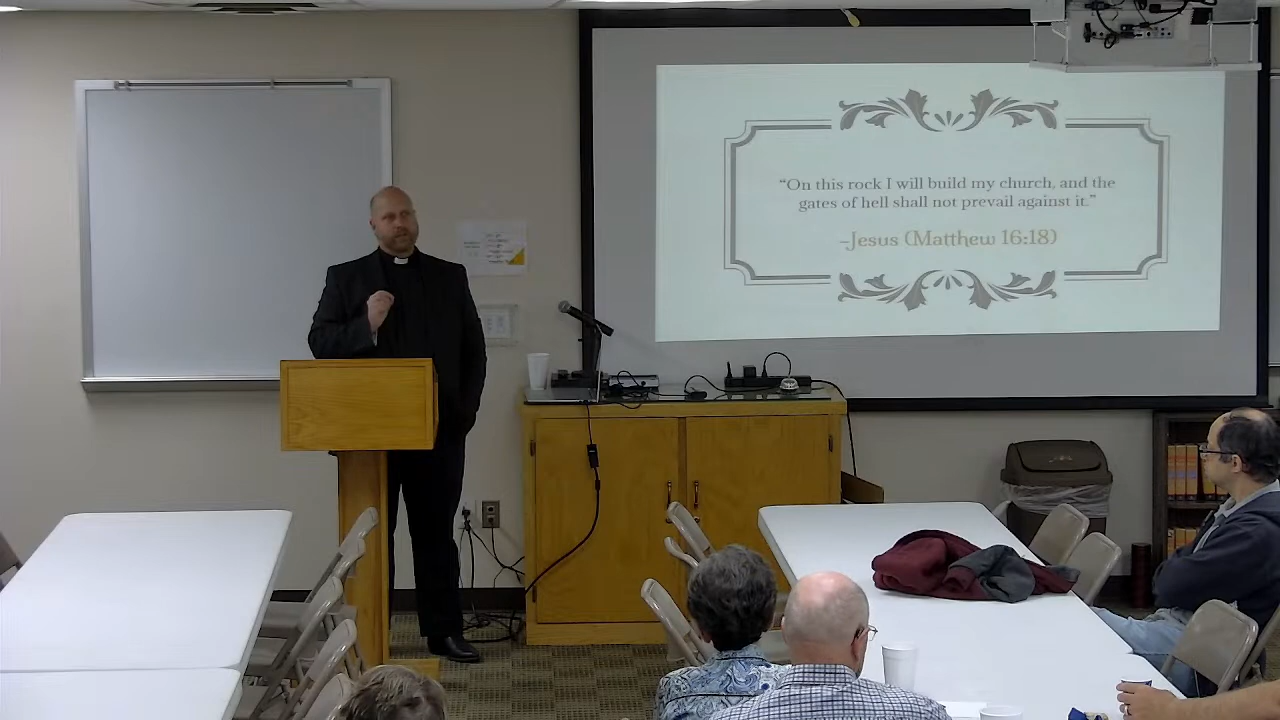 “On this rock I will build my church, and the
gates of hell shall not prevail against it.”
–Jesus (Matthew 16:18)